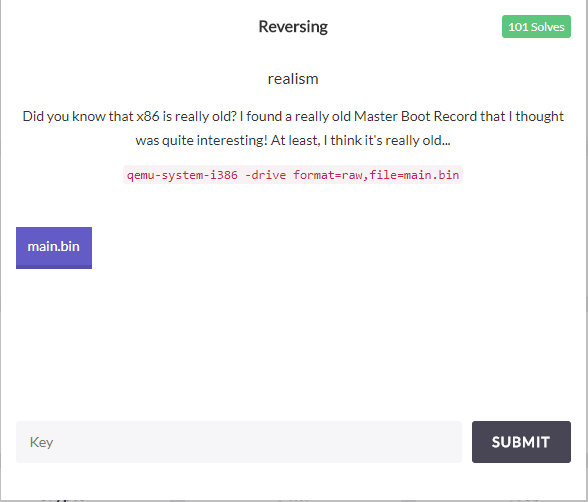 Reversing
101 Solves
realism
Did you know that x86 is really old? I found a really old Master Boot Record that I thought
was quite interesting! At least, I think it's really old...
qemu-system-i386 -drive format=raw,file=main.bin
main.bin
Key
SUBMIT